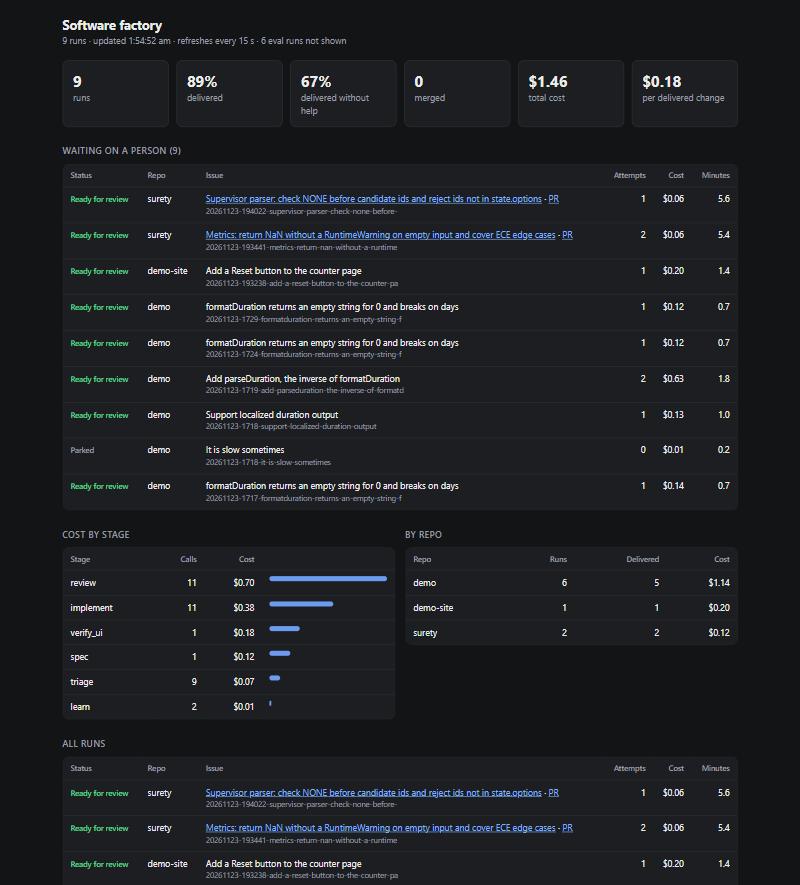 Software factory
9 runs · updated 1:54:52 am · refreshes every 15 s · 6 eval runs not shown
9
runs
89%
delivered
67%
delivered without
help
0
merged
$1.46
total cost
$0.18
per delivered change
WAITING ON A PERSON (9)
Status Repo Issue Attempts Cost Minutes
Ready for review surety Supervisor parser: check NONE before candidate ids and reject ids not in state.options · PR 1 $0.06 5.6
20261123-194022-supervisor-parser-check-none-before-
Ready for review surety Metrics: return NaN without a RuntimeWarning on empty input and cover ECE edge cases · PR 2 $0.06 5.4
20261123-193441-metrics-return-nan-without-a-runtime
Ready for review demo-site Add a Reset button to the counter page 1 $0.20 1.4
20261123-193238-add-a-reset-button-to-the-counter-pa
Ready for review demo formatDuration returns an empty string for 0 and breaks on days 1 $0.12 0.7
20261123-1729-formatduration-returns-an-empty-string-f
Ready for review demo formatDuration returns an empty string for 0 and breaks on days 1 $0.12 0.7
20261123-1724-formatduration-returns-an-empty-string-f
Ready for review demo Add parseDuration, the inverse of formatDuration 2 $0.63 1.8
20261123-1719-add-parseduration-the-inverse-of-formatd
Ready for review demo Support localized duration output 1 $0.13 1.0
20261123-1718-support-localized-duration-output
Parked demo It is slow sometimes 0 $0.01 0.2
20261123-1718-it-is-slow-sometimes
Ready for review demo formatDuration returns an empty string for 0 and breaks on days 1 $0.14 0.7
20261123-1717-formatduration-returns-an-empty-string-f
COST BY STAGE
Stage Calls Cost
review 11 $0.70
implement 11 $0.38
verify_ui 1 $0.18
spec 1 $0.12
triage 9 $0.07
learn 2 $0.01
BY REPO
Repo Runs Delivered Cost
demo 6 5 $1.14
demo-site 1 1 $0.20
surety 2 2 $0.12
ALL RUNS
Status Repo Issue Attempts Cost Minutes
Ready for review surety Supervisor parser: check NONE before candidate ids and reject ids not in state.options · PR 1 $0.06 5.6
20261123-194022-supervisor-parser-check-none-before-
Ready for review surety Metrics: return NaN without a RuntimeWarning on empty input and cover ECE edge cases · PR 2 $0.06 5.4
20261123-193441-metrics-return-nan-without-a-runtime
Ready for review demo-site Add a Reset button to the counter page 1 $0.20 1.4
20261123-193238-add-a-reset-button-to-the-counter-pa